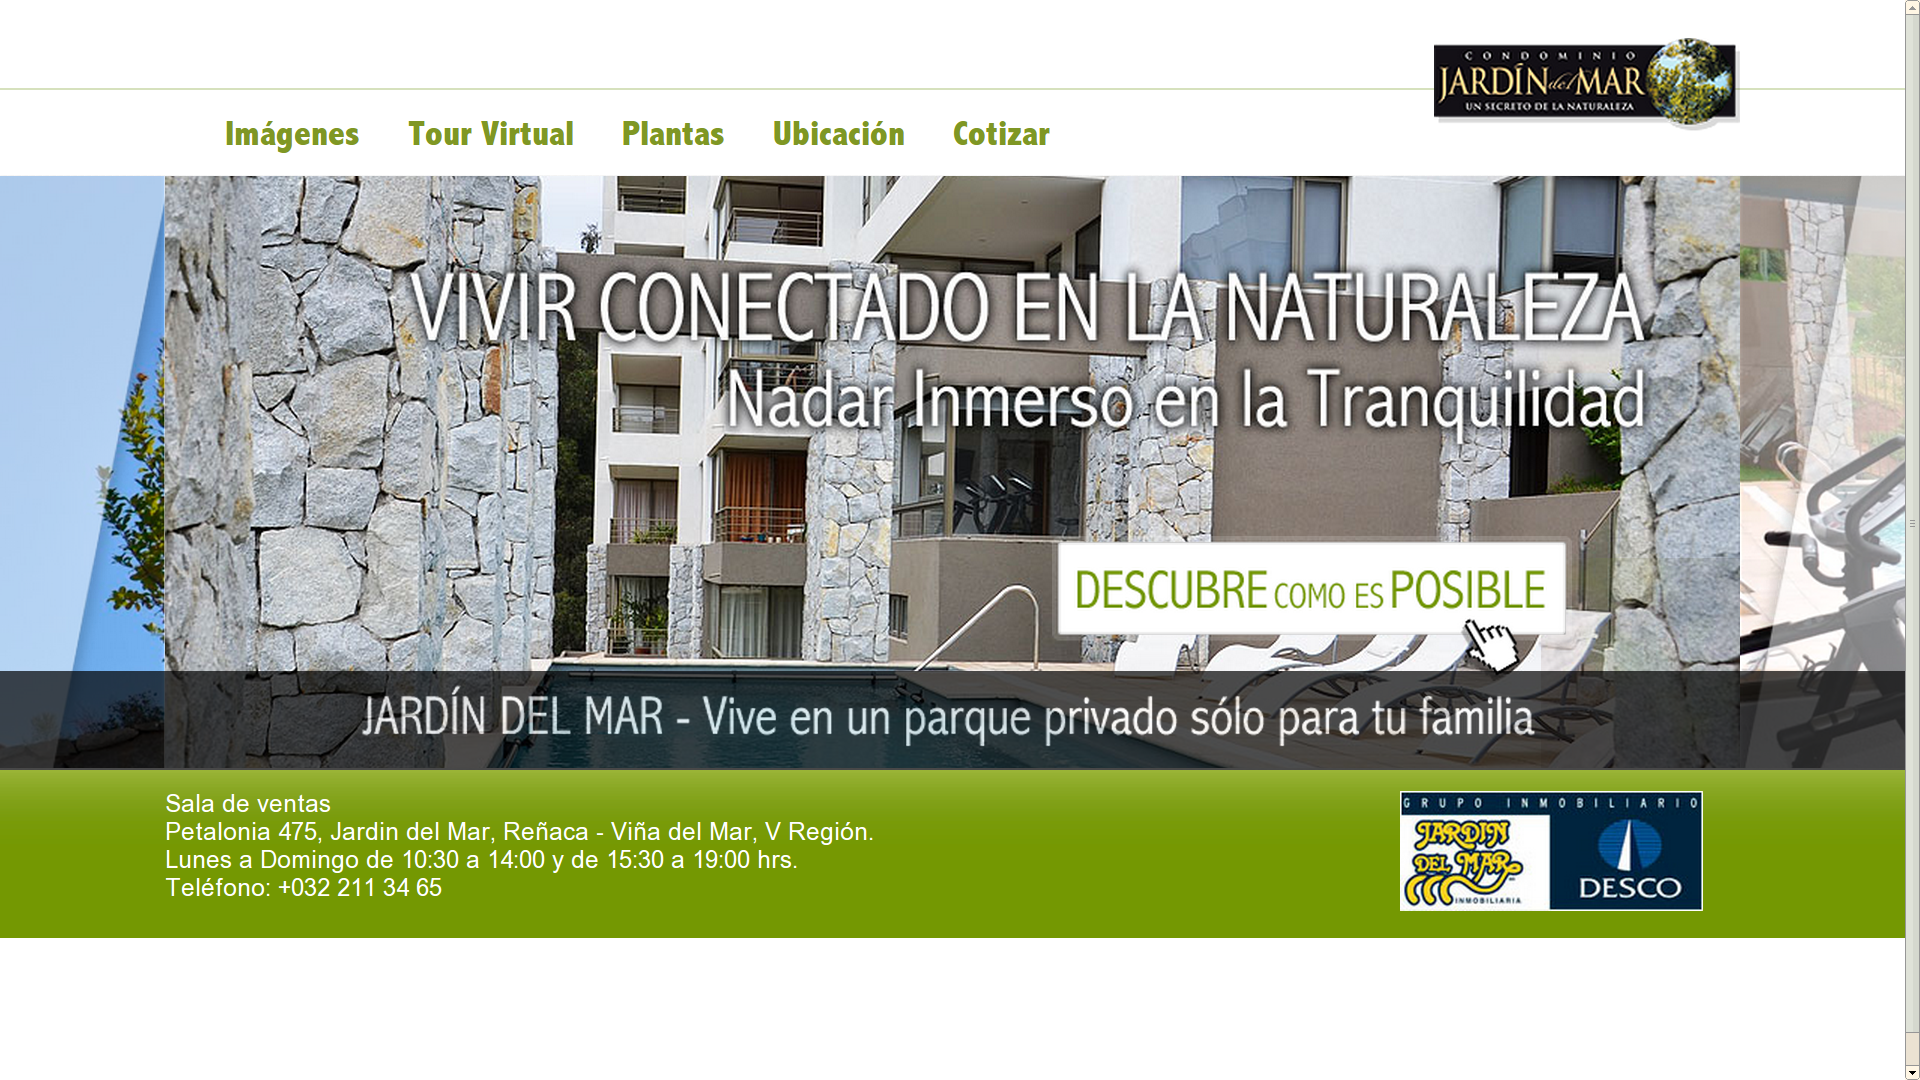 CONDOMINIO
JARDÍN del MAR
UN SECRETO DE LA NATURALEZA
Imágenes Tour Virtual Plantas Ubicación Cotizar
VIVIR CONECTADO EN LA NATURALEZA
Nadar Inmerso en la Tranquilidad
DESCUBRE COMO ES POSIBLE
JARDÍN DEL MAR - Vive en un parque privado sólo para tu familia
Sala de ventas
Petalonia 475, Jardin del Mar, Reñaca - Viña del Mar, V Región.
Lunes a Domingo de 10:30 a 14:00 y de 15:30 a 19:00 hrs.
Teléfono: +032 211 34 65
GRUPO INMOBILIARIO
JARDIN
DEL MAR
INMOBILIARIA
DESCO